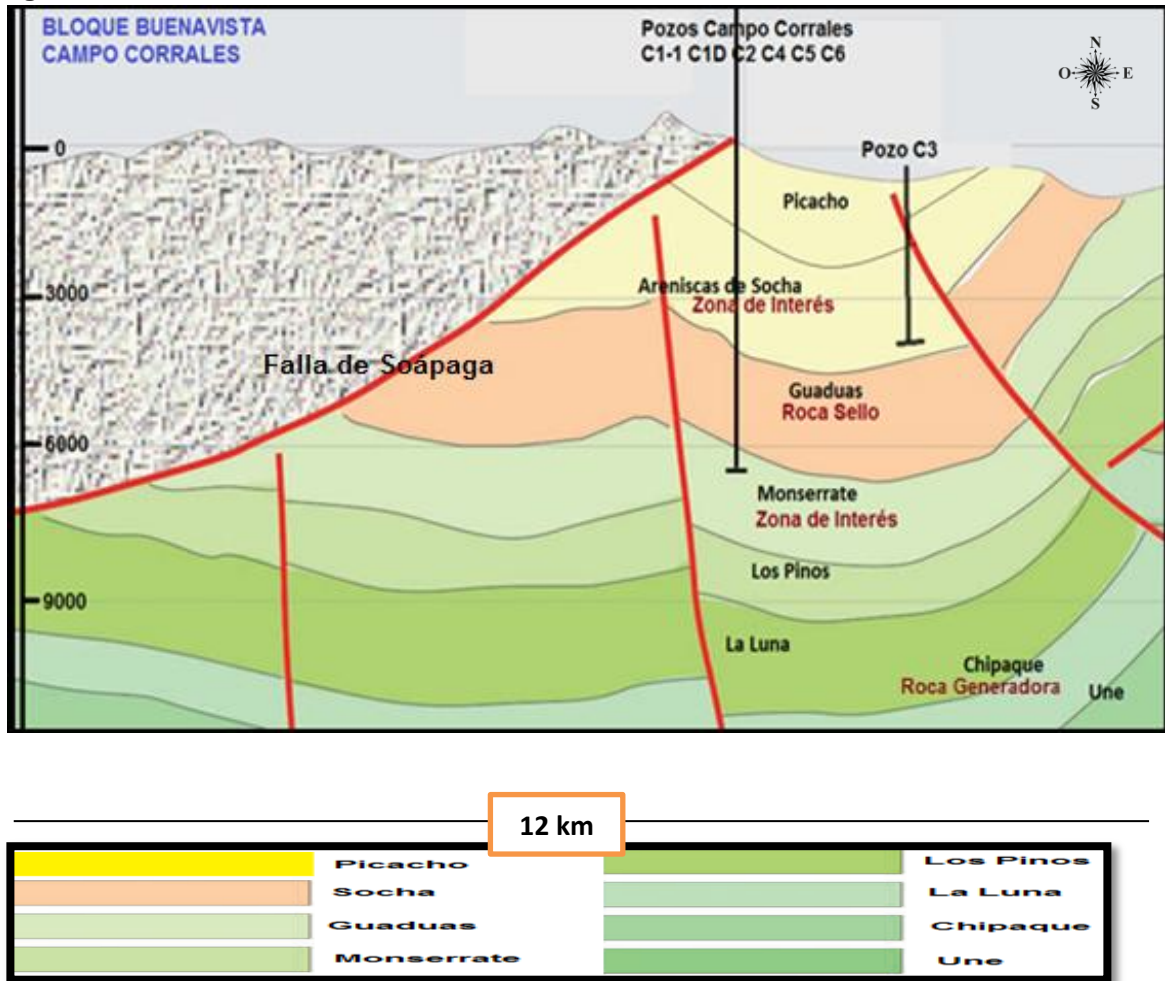 BLOQUE BUENAVISTA
CAMPO CORRALES
Pozos Campo Corrales
C1-1 C1D C2 C4 C5 C6
N
O E
S
0
Pozo C3
Picacho
Areniscas de Socha
Zona de Interés
3000
Falla de Soápaga
Guaduas
Roca Sello
6000
Monserrate
Zona de Interés
Los Pinos
9000
La Luna
Chipaque
Roca Generadora
Une
12 km
Picacho
Socha
Guaduas
Monserrate
Los Pinos
La Luna
Chipaque
Une